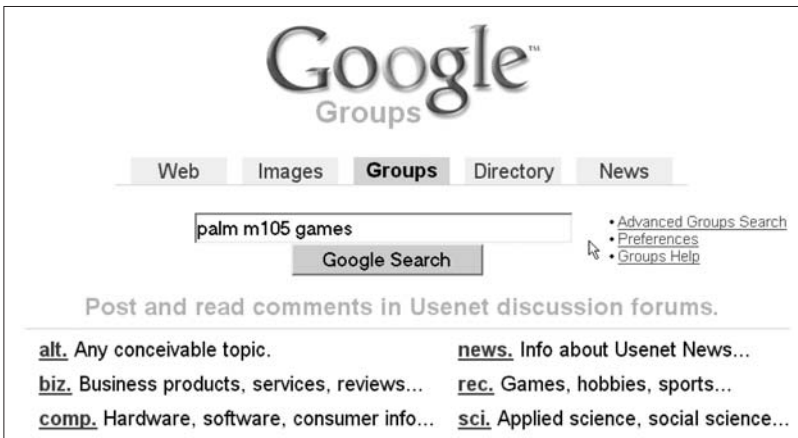 Google™
Groups
Web Images Groups Directory News
palm m105 games
Google Search
• Advanced Groups Search
• Preferences
• Groups Help
Post and read comments in Usenet discussion forums.
alt. Any conceivable topic.
news. Info about Usenet News...
biz. Business products, services, reviews...
rec. Games, hobbies, sports...
comp. Hardware, software, consumer info...
sci. Applied science, social science...